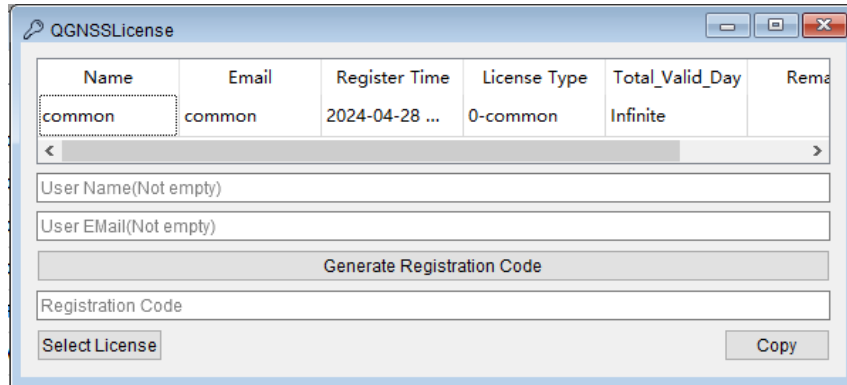 QGNSSLicense
Name Email Register Time License Type Total_Valid_Day Rema
common common 2024-04-28 ... 0-common Infinite
User Name(Not empty)
User EMail(Not empty)
Generate Registration Code
Registration Code
Select License Copy